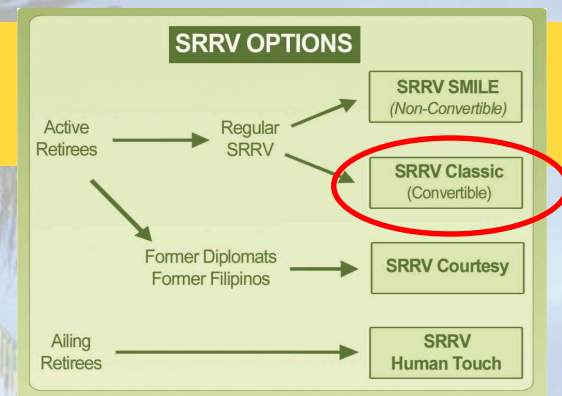 SRRV OPTIONS
Active
Retirees
Regular
SRRV
SRRV SMILE
(Non-Convertible)
SRRV Classic
(Convertible)
Former Diplomats
Former Filipinos
SRRV Courtesy
Ailing
Retirees
SRRV
Human Touch